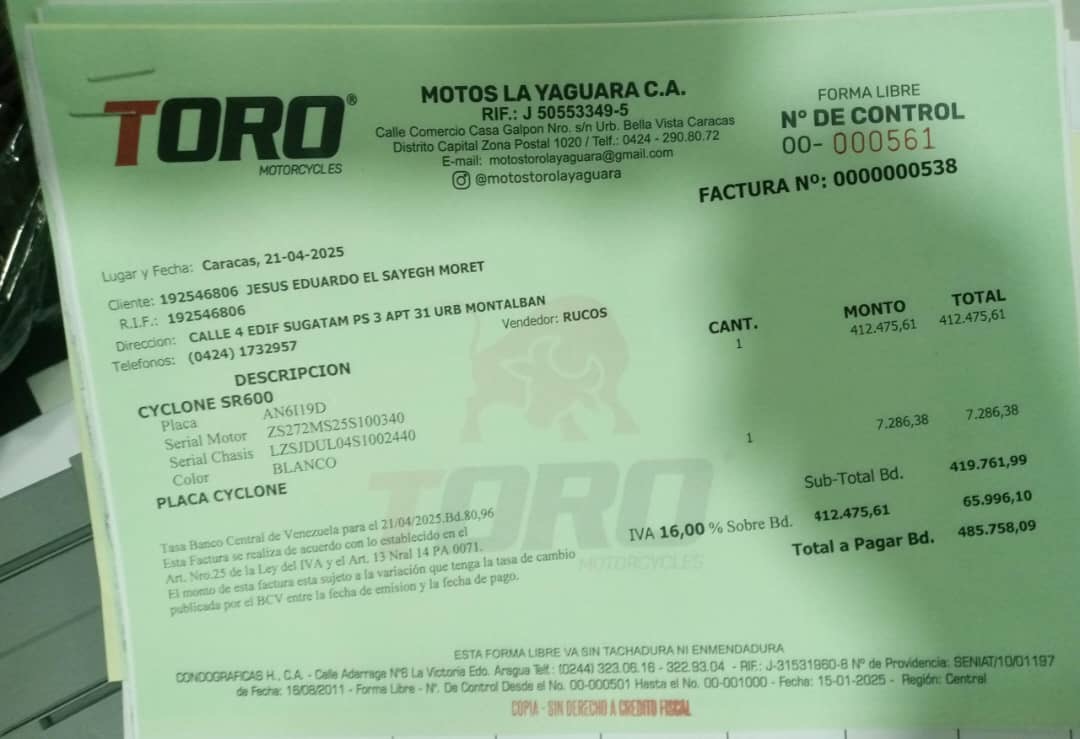 TORO®
MOTORCYCLES
MOTOS LA YAGUARA C.A.
RIF.: J 50553349-5
Calle Comercio Casa Galpon Nro. s/n Urb. Bella Vista Caracas
Distrito Capital Zona Postal 1020 / Telf.: 0424 - 290.80.72
E-mail: motostorolayaguara@gmail.com
@motostorolayaguara
FORMA LIBRE
Nº DE CONTROL
00- 000561
FACTURA Nº: 0000000538
Lugar y Fecha: Caracas, 21-04-2025
Cliente: 192546806 JESUS EDUARDO EL SAYEGH MORET
R.I.F.: 192546806
Direccion: CALLE 4 EDIF SUGATAM PS 3 APT 31 URB MONTALBAN
Telefonos: (0424) 1732957
Vendedor: RUCOS
DESCRIPCION CANT. MONTO TOTAL
CYCLONE SR600 1 412.475,61 412.475,61
Placa AN6I19D
Serial Motor ZS272MS25S100340
Serial Chasis LZSJDUL04S1002440
Color BLANCO
PLACA CYCLONE 1 7.286,38 7.286,38
Sub-Total Bd. 419.761,99
IVA 16,00 % Sobre Bd. 412.475,61 65.996,10
Total a Pagar Bd. 485.758,09
Tasa Banco Central de Venezuela para el 21/04/2025.Bd.80,96
Esta Factura se realiza de acuerdo con lo establecido en el
Art. Nro.25 de la Ley del IVA y el Art. 13 Nral 14 PA 0071.
El monto de esta factura esta sujeto a la variación que tenga la tasa de cambio
publicada por el BCV entre la fecha de emision y la fecha de pago.
TORO
MOTORCYCLES
ESTA FORMA LIBRE VA SIN TACHADURA NI ENMENDADURA
CONDOGRAFICAS H., C.A. - Calle Adarraga Nº8 La Victoria Edo. Aragua Telf.: (0244) 323.06.16 - 322.93.04 - RIF.: J-31531960-8 Nº de Providencia: SENIAT/10/01197
de Fecha: 16/08/2011 - Forma Libre - Nº. De Control Desde el No. 00-000501 Hasta el No. 00-001000 - Fecha: 15-01-2025 - Región: Central
COPIA - SIN DERECHO A CREDITO FISCAL